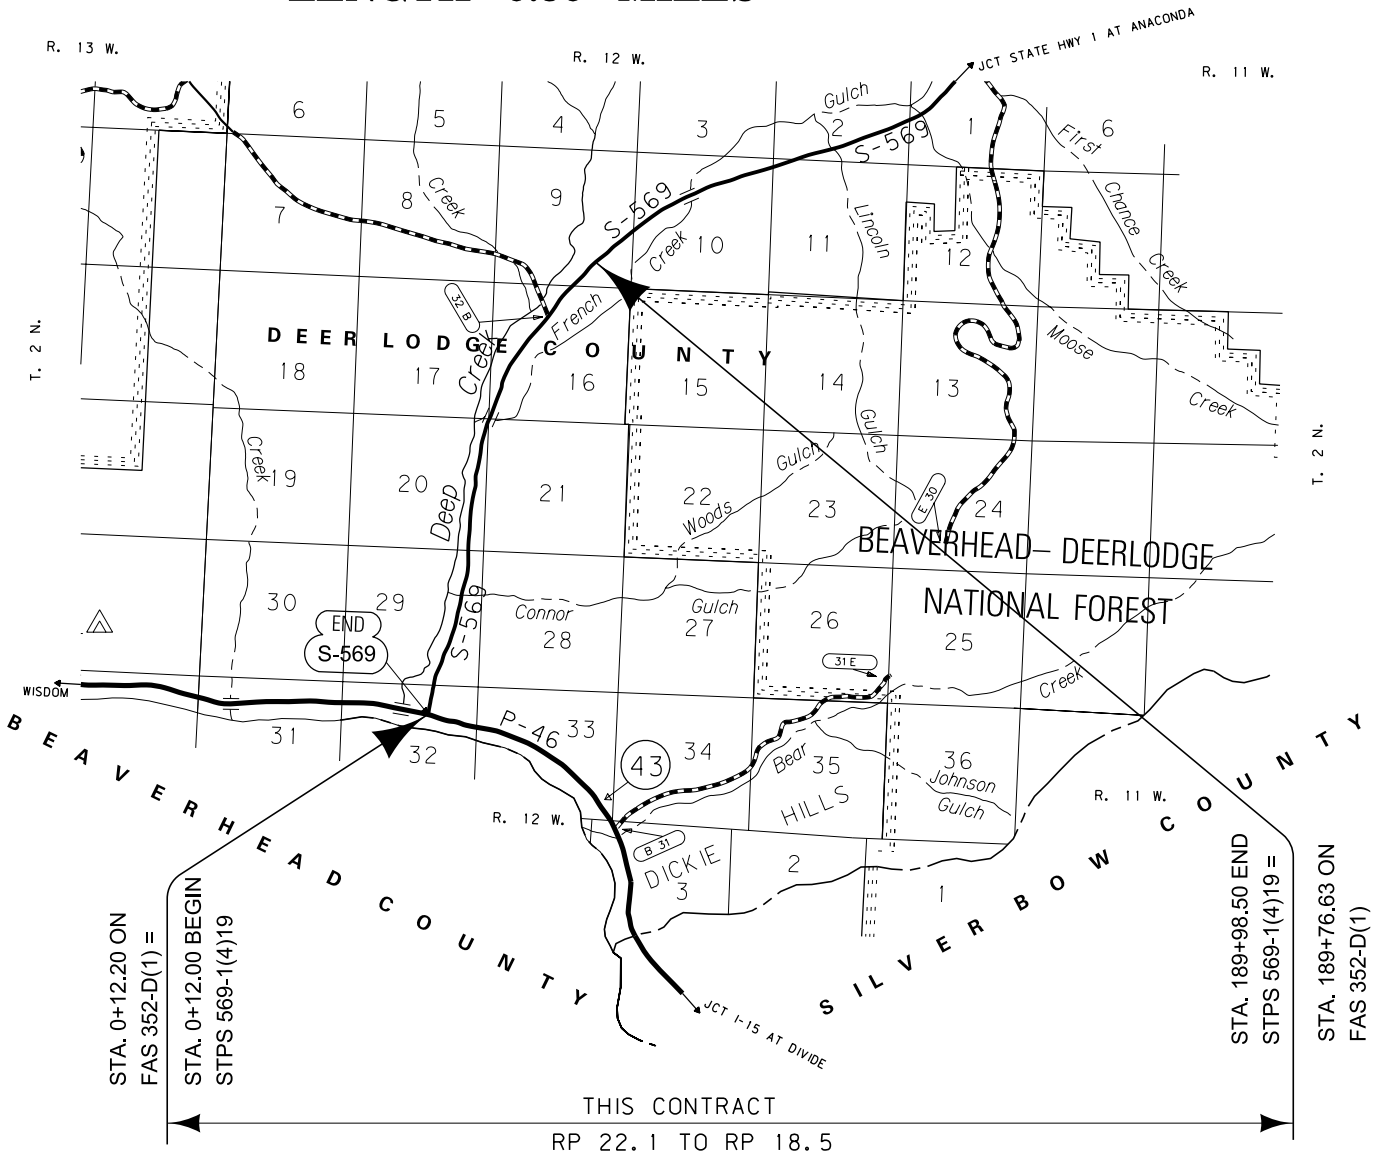 R. 13 W.
R. 12 W.
JCT STATE HWY 1 AT ANACONDA
R. 11 W.
6
5
4
3
Gulch
2
S-569
1
First
6
7
8
Creek
9
S-569
Creek
10
11
Lincoln
12
Chance
Creek
T. 2 N.
32 B
French
DEER LODGE COUNTY
Creek
18
17
16
15
14
13
Moose
Creek
Gulch
T. 2 N.
Creek
19
20
Deep
21
22
Woods
Gulch
23
E 30
24
BEAVERHEAD- DEERLODGE
NATIONAL FOREST
30
29
S-569
Connor
Gulch
28
27
26
25
END
S-569
31 E
Creek
WISDOM
31
32
P-46
33
43
34
Bear
35
36
Johnson
Gulch
HILLS
R. 12 W.
R. 11 W.
B 31
DICKIE
3
2
1
BEAVERHEAD COUNTY
SILVER BOW COUNTY
JCT I-15 AT DIVIDE
STA. 0+12.20 ON
FAS 352-D(1) =
STA. 0+12.00 BEGIN
STPS 569-1(4)19
STA. 189+98.50 END
STPS 569-1(4)19 =
STA. 189+76.63 ON
FAS 352-D(1)
THIS CONTRACT
RP 22.1 TO RP 18.5